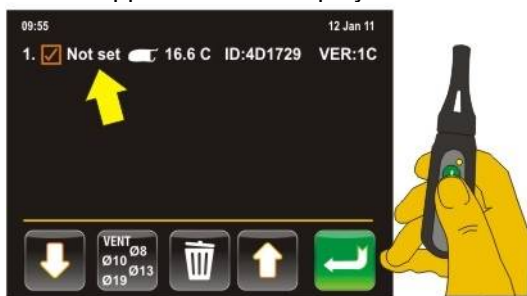 09:55 12 Jan 11
1. Not set 16.6 C ID:4D1729 VER:1C
VENT
Ø8
Ø10
Ø13
Ø19